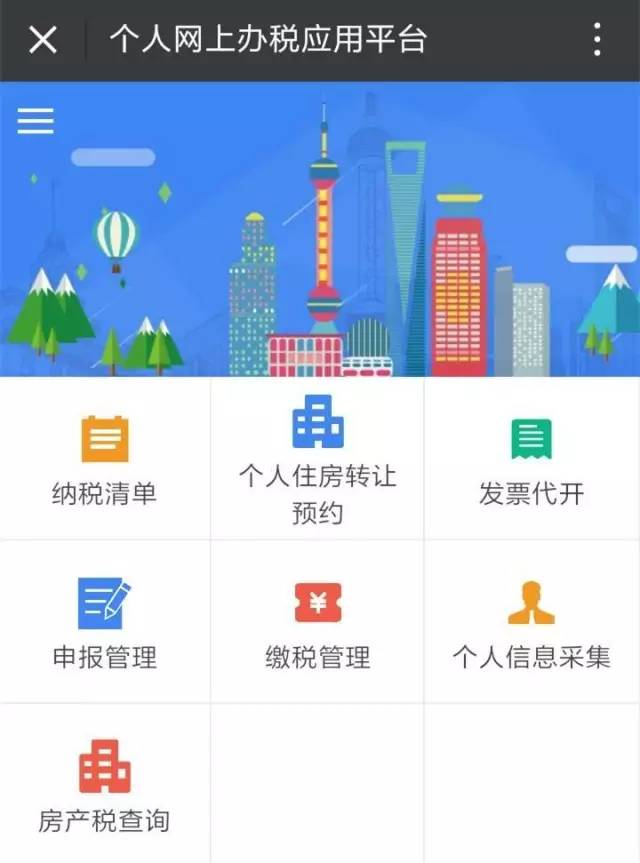 个人网上办税应用平台
纳税清单
个人住房转让
预约
发票代开
申报管理
缴税管理
个人信息采集
房产税查询